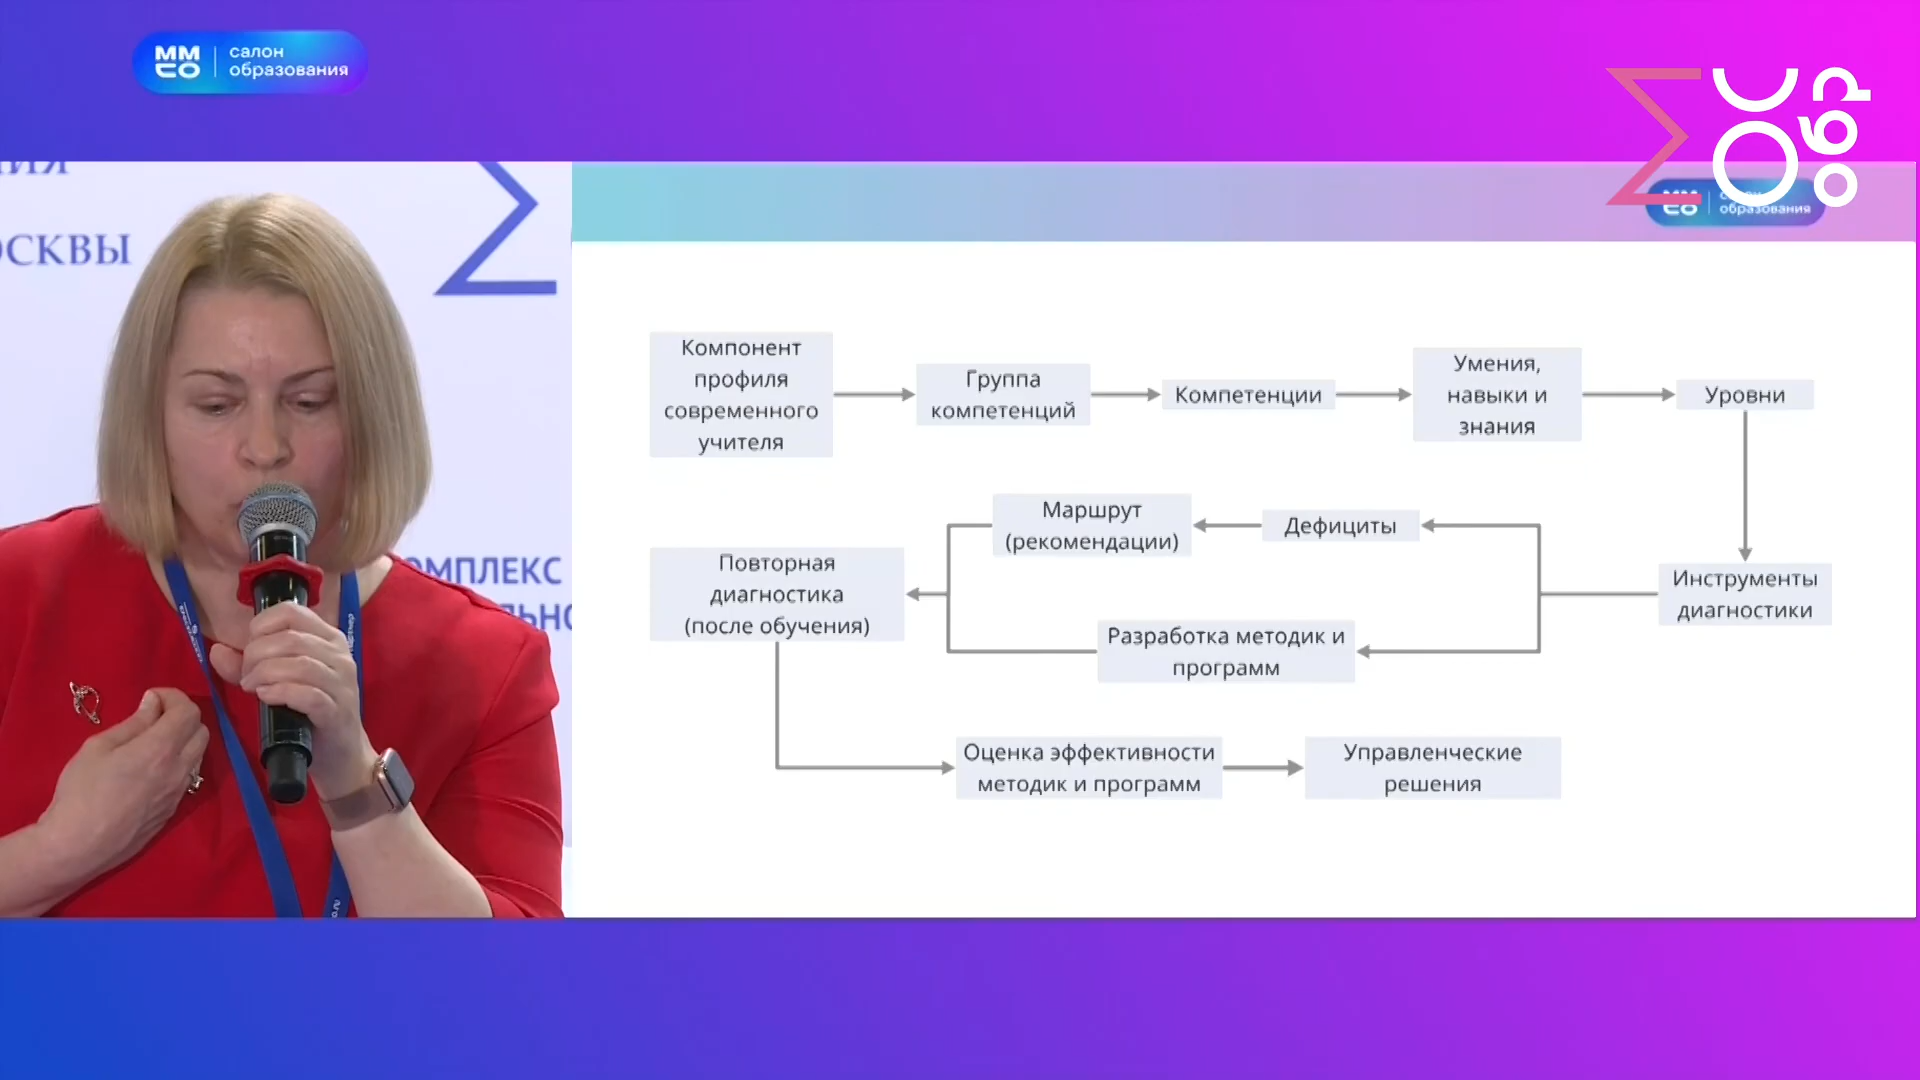 ММ
СО
салон
образования
обр
ОСКВЫ
ОМПЛЕКС
образования
Компонент
профиля
современного
учителя
Группа
компетенций
Компетенции
Умения,
навыки и
знания
Уровни
Маршрут
(рекомендации)
Дефициты
Повторная
диагностика
(после обучения)
Инструменты
диагностики
Разработка методик и
программ
Оценка эффективности
методик и программ
Управленческие
решения